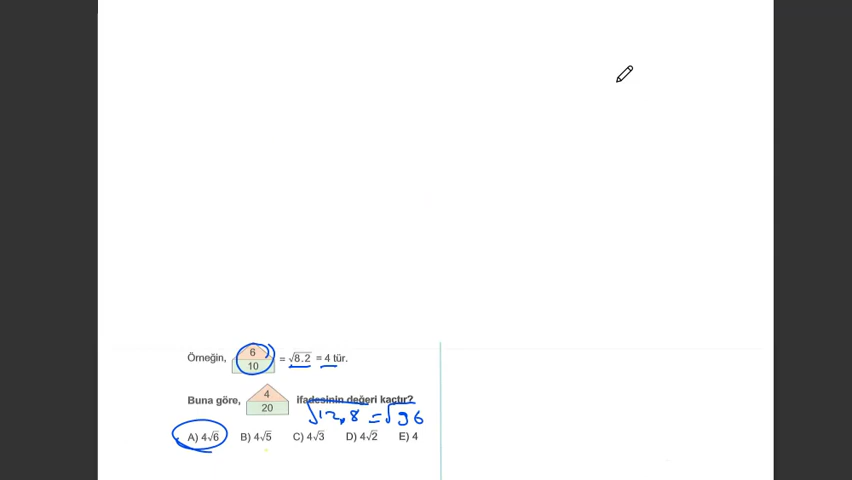 Örneğin, 6 10 = √8.2 = 4 tür.
Buna göre, 4 20 ifadesinin değeri kaçtır?
√12.8 = √96
A) 4√6 B) 4√5 C) 4√3 D) 4√2 E) 4